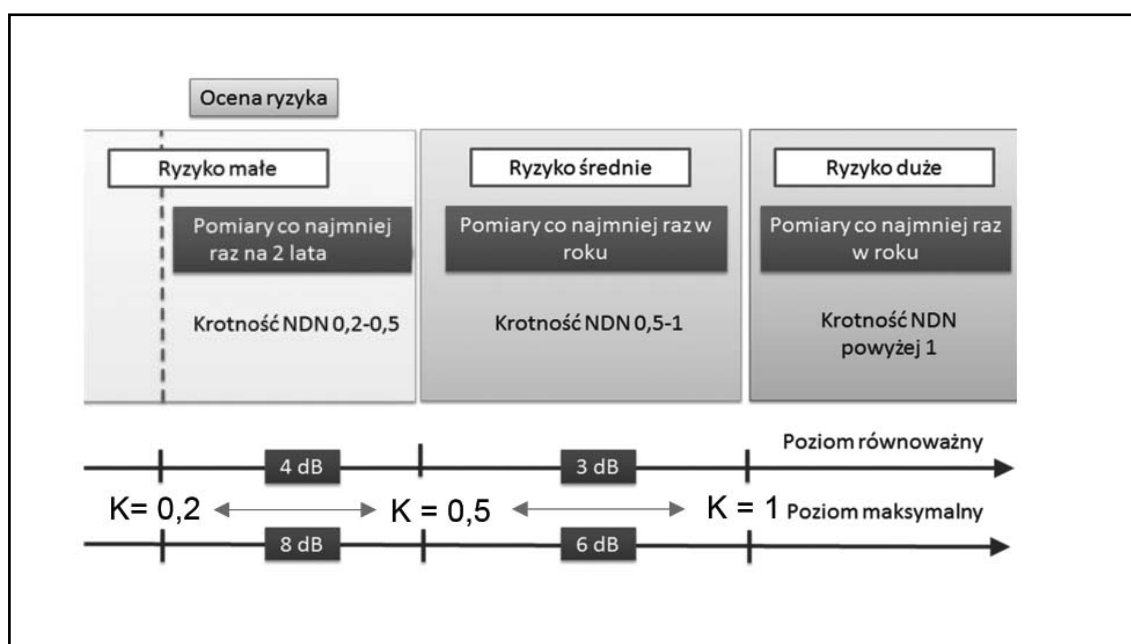 Ocena ryzyka
Ryzyko małe
Pomiary co najmniej
raz na 2 lata
Krotność NDN 0,2-0,5
Ryzyko średnie
Pomiary co najmniej raz w
roku
Krotność NDN 0,5-1
Ryzyko duże
Pomiary co najmniej raz
w roku
Krotność NDN
powyżej 1
4 dB
3 dB
Poziom równoważny
K= 0,2
K = 0,5
K = 1
Poziom maksymalny
8 dB
6 dB